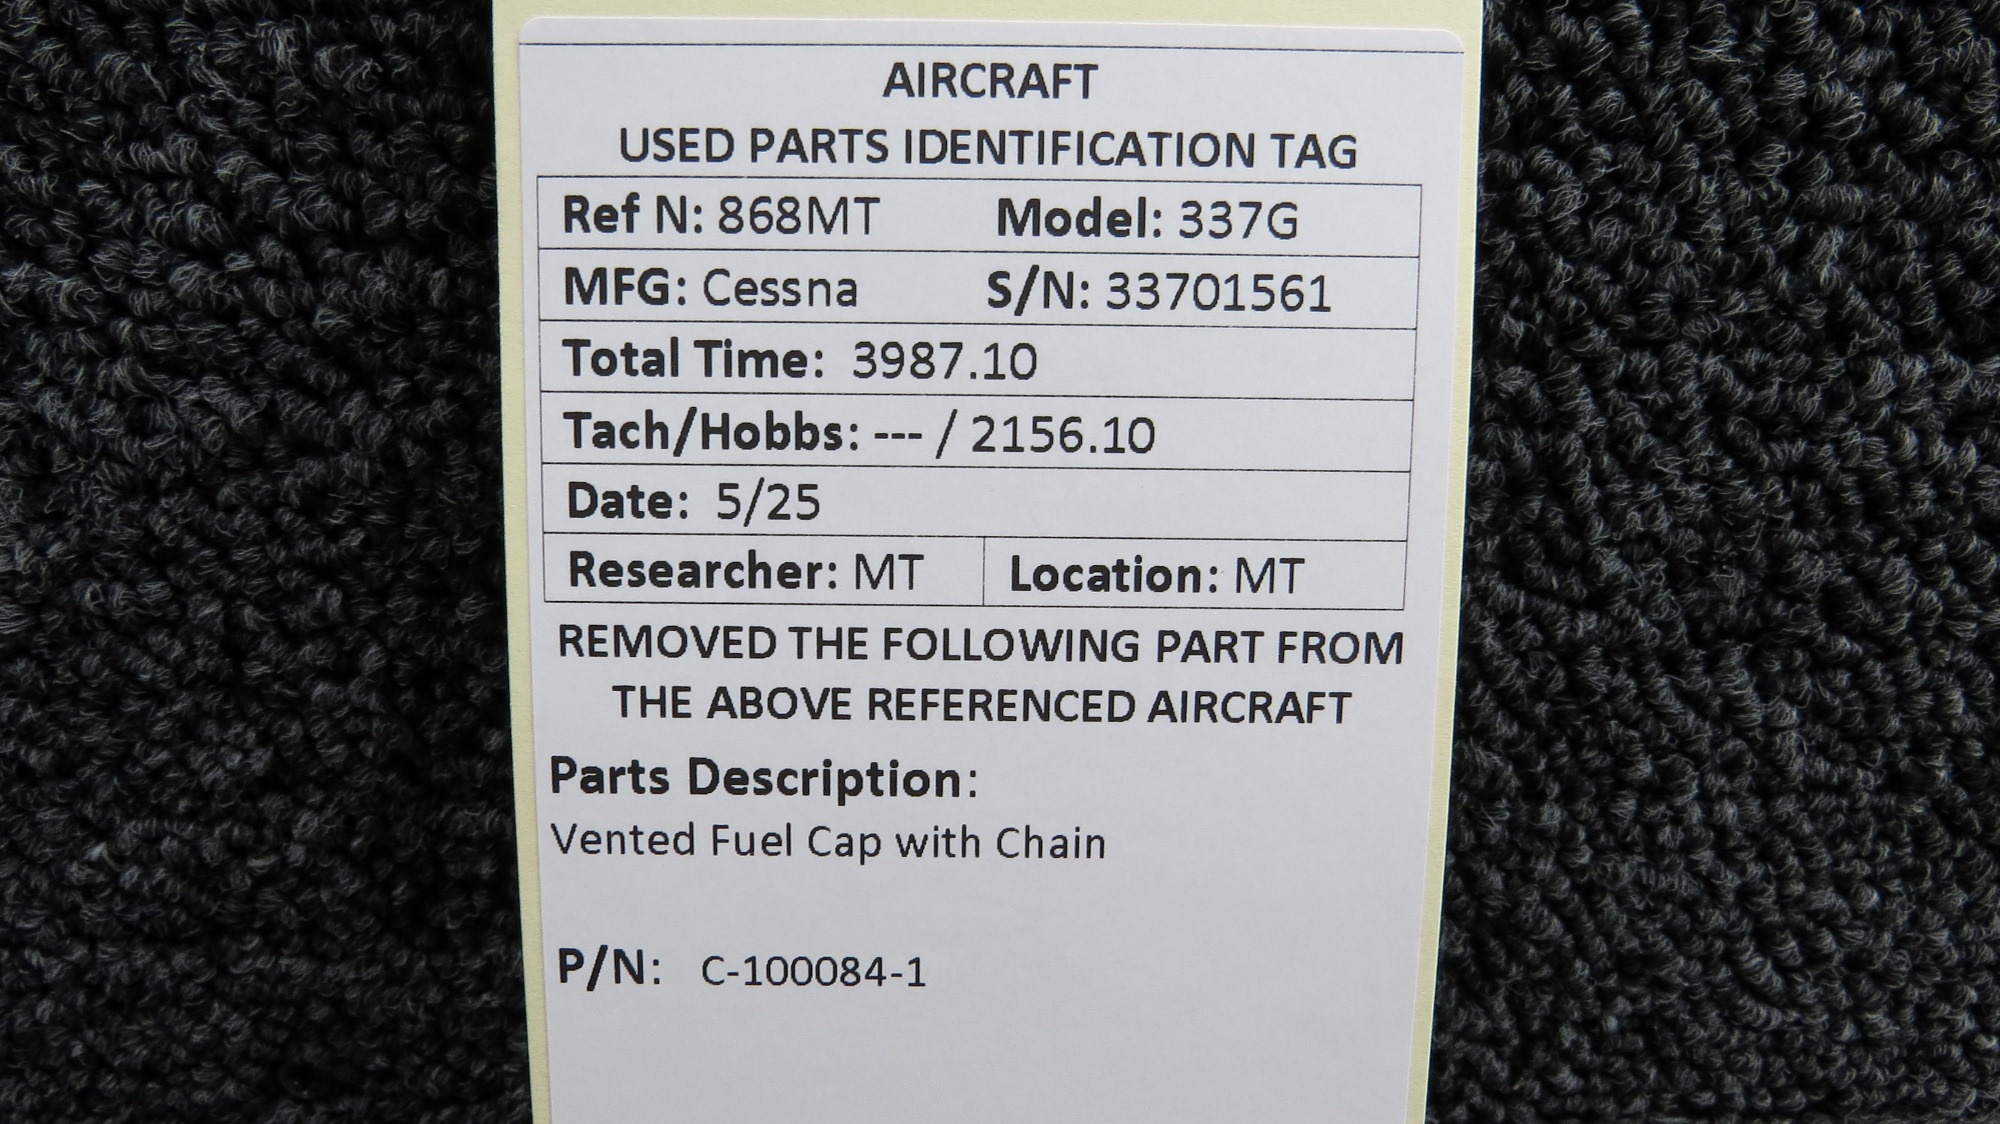 AIRCRAFT
USED PARTS IDENTIFICATION TAG
Ref N: 868MT Model: 337G
MFG: Cessna S/N: 33701561
Total Time: 3987.10
Tach/Hobbs: --- / 2156.10
Date: 5/25
Researcher: MT Location: MT
REMOVED THE FOLLOWING PART FROM
THE ABOVE REFERENCED AIRCRAFT
Parts Description:
Vented Fuel Cap with Chain
P/N: C-100084-1